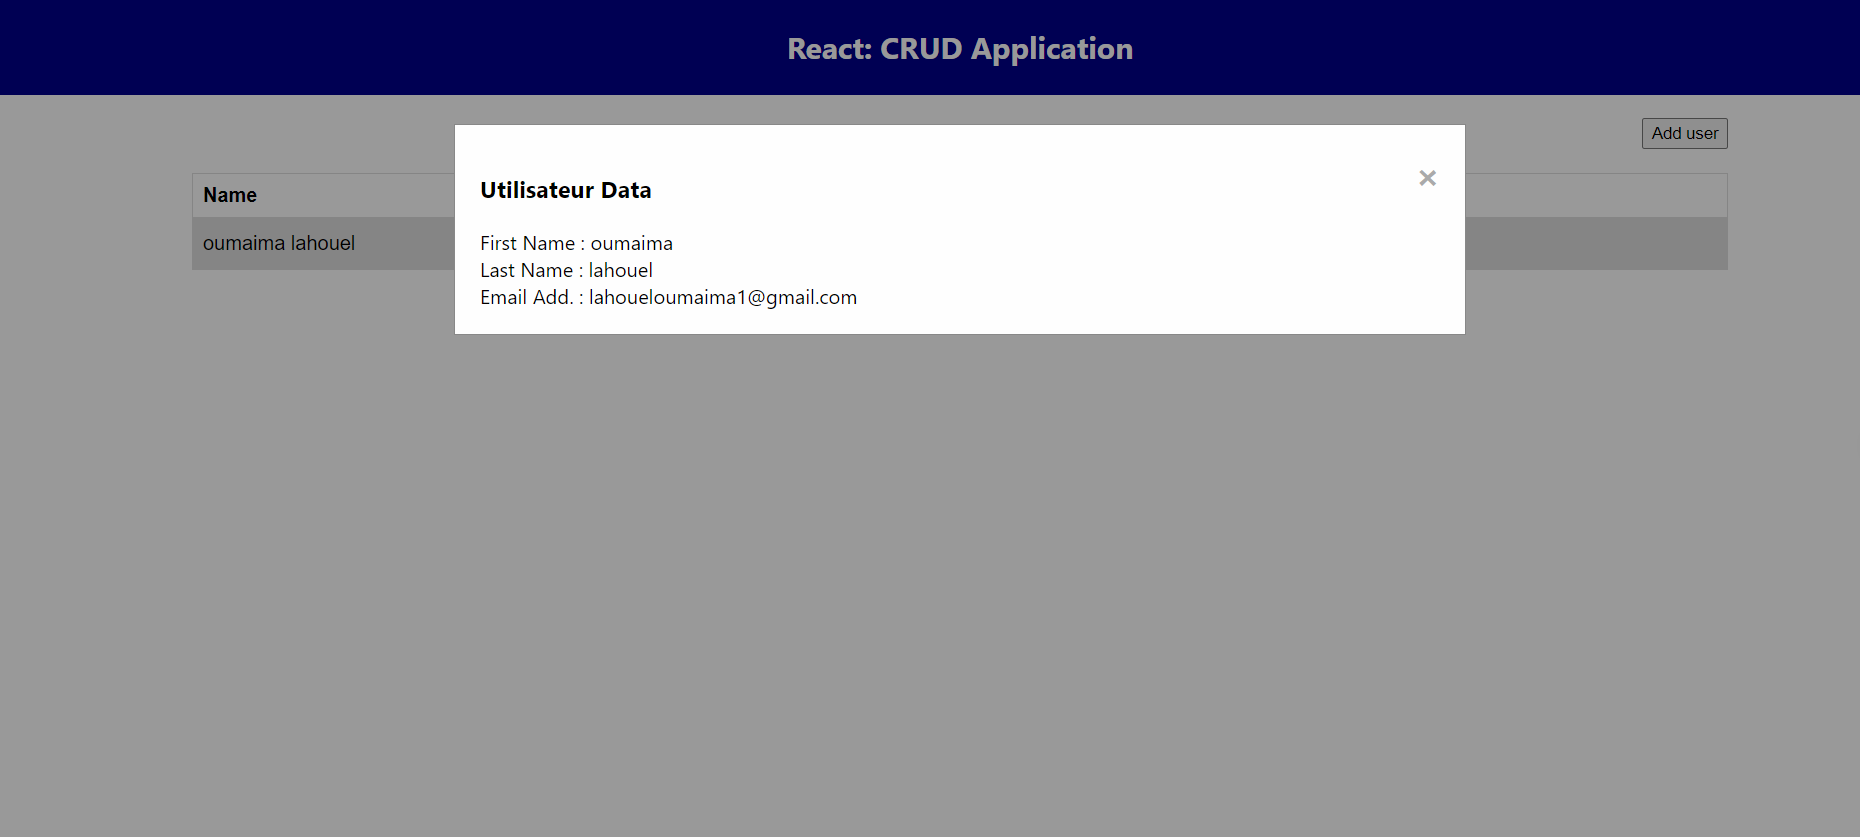 React: CRUD Application
Add user
Name
oumaima lahouel
Utilisateur Data
×
First Name : oumaima
Last Name : lahouel
Email Add. : lahoueloumaima1@gmail.com